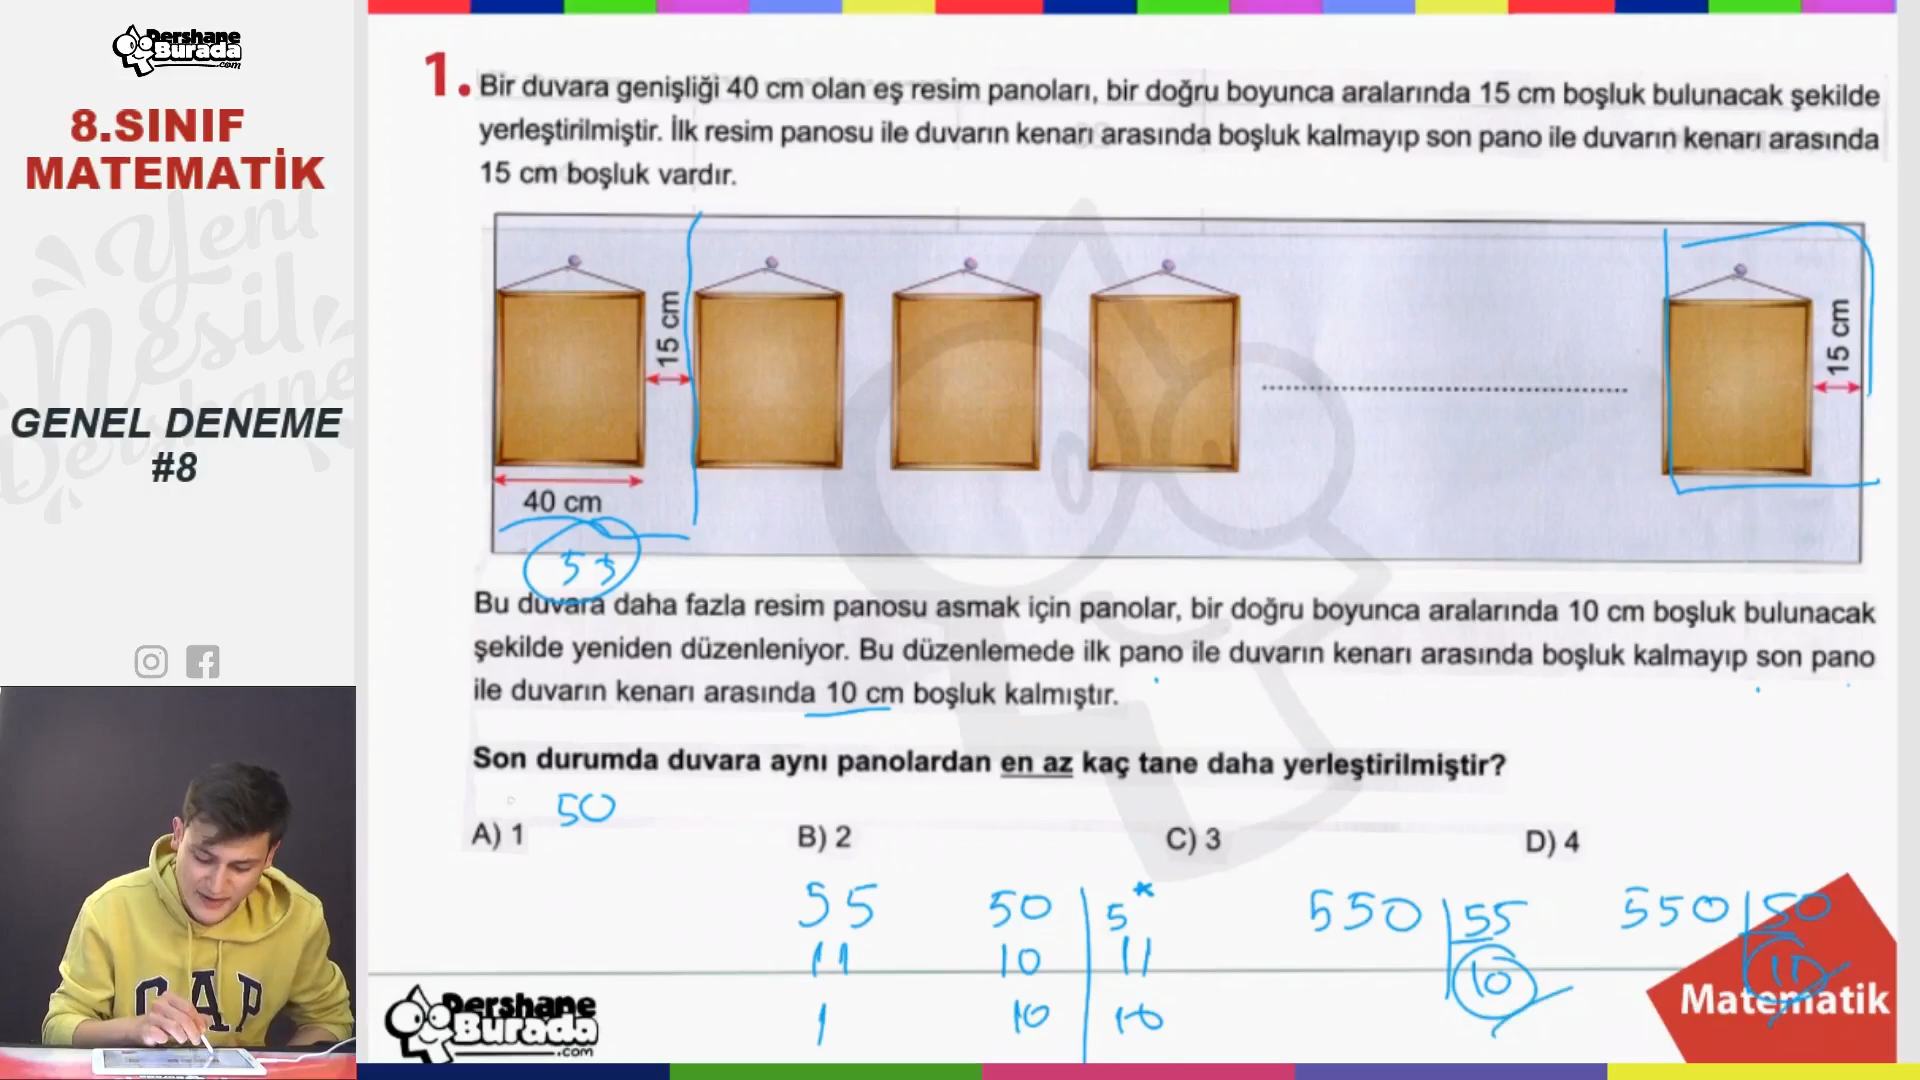 Dershane
Burada
.com
8.SINIF
MATEMATİK
Yeni
Nesil
Dershane
GENEL DENEME
#8
1. Bir duvara genişliği 40 cm olan eş resim panoları, bir doğru boyunca aralarında 15 cm boşluk bulunacak şekilde
yerleştirilmiştir. İlk resim panosu ile duvarın kenarı arasında boşluk kalmayıp son pano ile duvarın kenarı arasında
15 cm boşluk vardır.
15 cm
15 cm
40 cm
55
Bu duvara daha fazla resim panosu asmak için panolar, bir doğru boyunca aralarında 10 cm boşluk bulunacak
şekilde yeniden düzenleniyor. Bu düzenlemede ilk pano ile duvarın kenarı arasında boşluk kalmayıp son pano
ile duvarın kenarı arasında 10 cm boşluk kalmıştır.
Son durumda duvara aynı panolardan en az kaç tane daha yerleştirilmiştir?
50
A) 1 B) 2 C) 3 D) 4
55 50 5* 550 55 550 50
11 10 11 10 11
1 10 10
Dershane
Burada
.com
Matematik
GAP